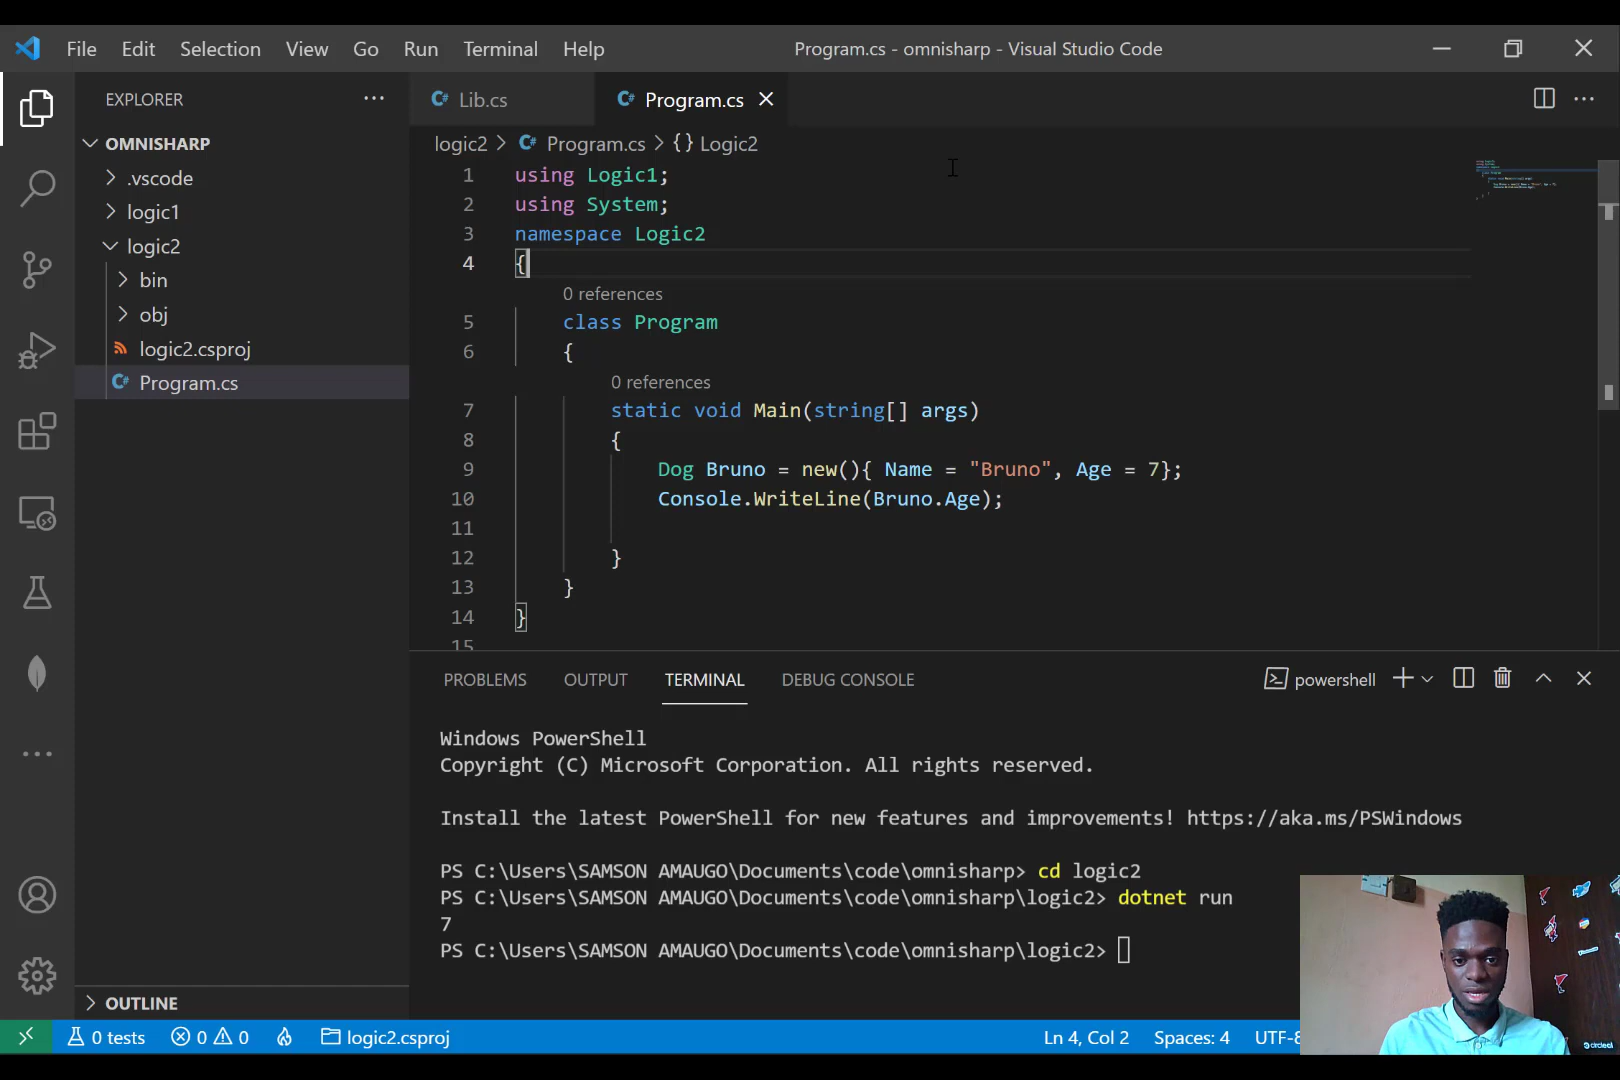 File Edit Selection View Go Run Terminal Help Program.cs - omnisharp - Visual Studio Code
EXPLORER
OMNISHARP
.vscode
logic1
logic2
bin
obj
logic2.csproj
Program.cs
OUTLINE
Lib.cs Program.cs
logic2 > Program.cs > {} Logic2
1 using Logic1;
2 using System;
3 namespace Logic2
4 {
0 references
5 class Program
6 {
0 references
7 static void Main(string[] args)
8 {
9 Dog Bruno = new(){ Name = "Bruno", Age = 7};
10 Console.WriteLine(Bruno.Age);
11
12 }
13 }
14 }
15
PROBLEMS OUTPUT TERMINAL DEBUG CONSOLE powershell
Windows PowerShell
Copyright (C) Microsoft Corporation. All rights reserved.
Install the latest PowerShell for new features and improvements! https://aka.ms/PSWindows
PS C:\Users\SAMSON AMAUGO\Documents\code\omnisharp> cd logic2
PS C:\Users\SAMSON AMAUGO\Documents\code\omnisharp\logic2> dotnet run
7
PS C:\Users\SAMSON AMAUGO\Documents\code\omnisharp\logic2>
0 tests 0 0 logic2.csproj Ln 4, Col 2 Spaces: 4 UTF-8